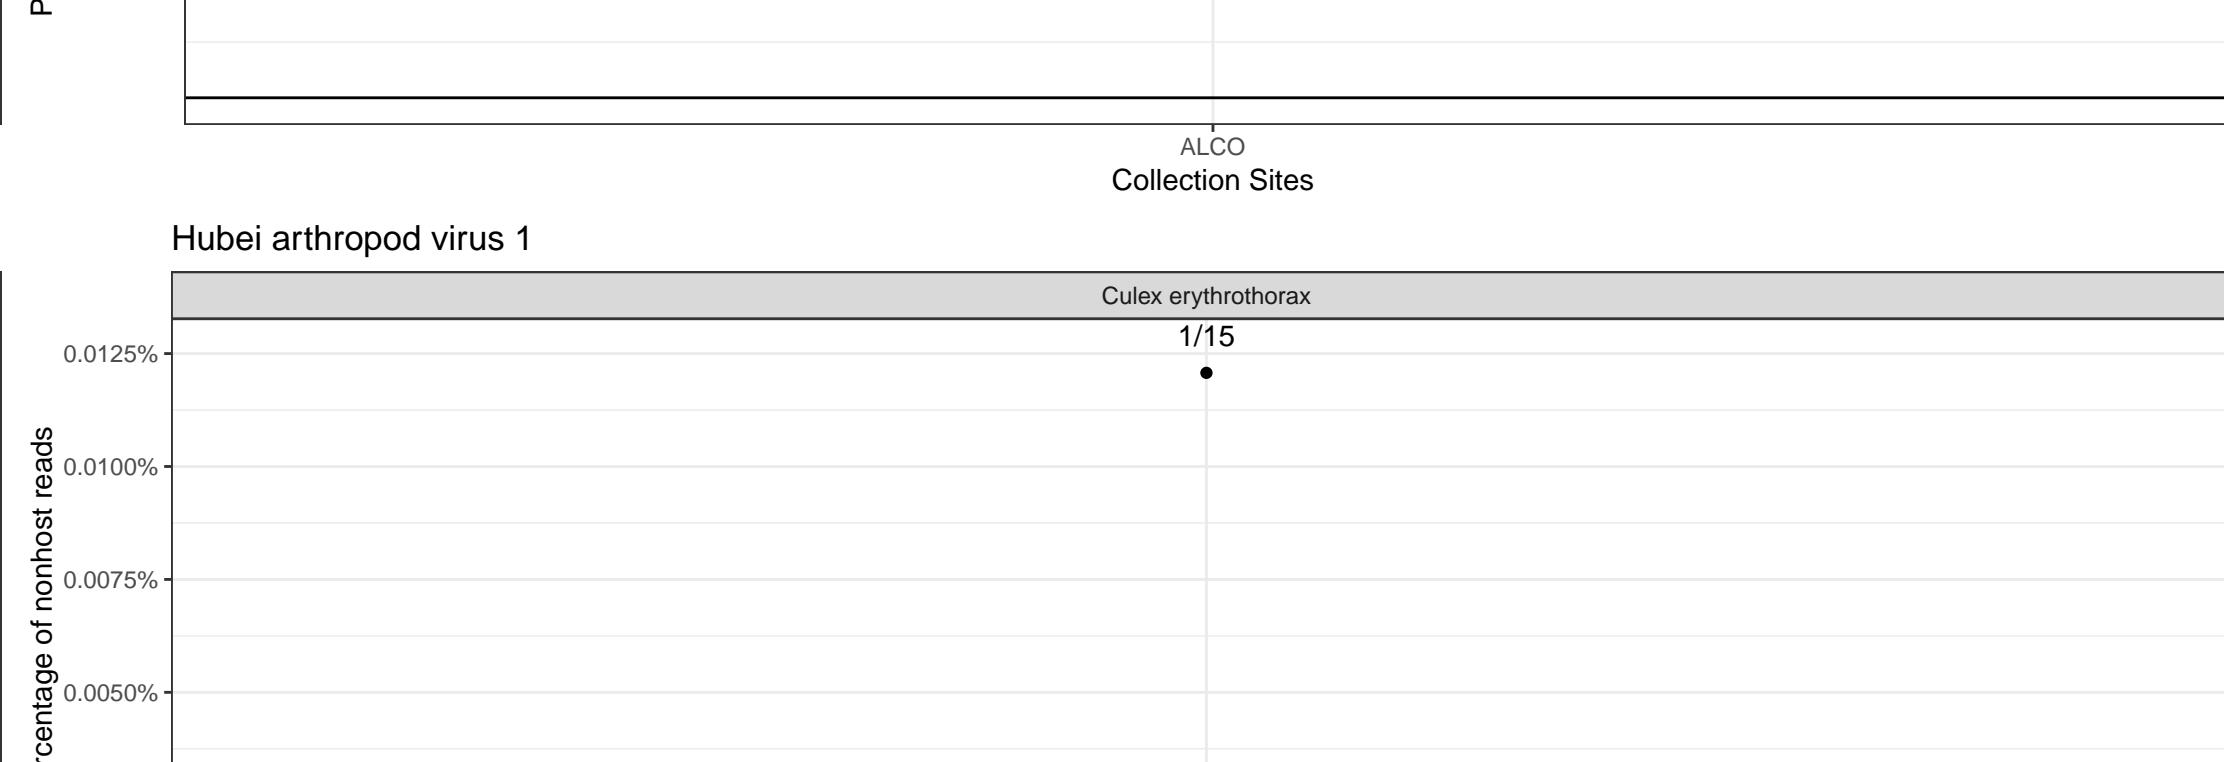 P
ALCO
Collection Sites
Hubei arthropod virus 1
Culex erythrothorax
1/15
0.0125%
0.0100%
0.0075%
0.0050%
rcentage of nonhost reads